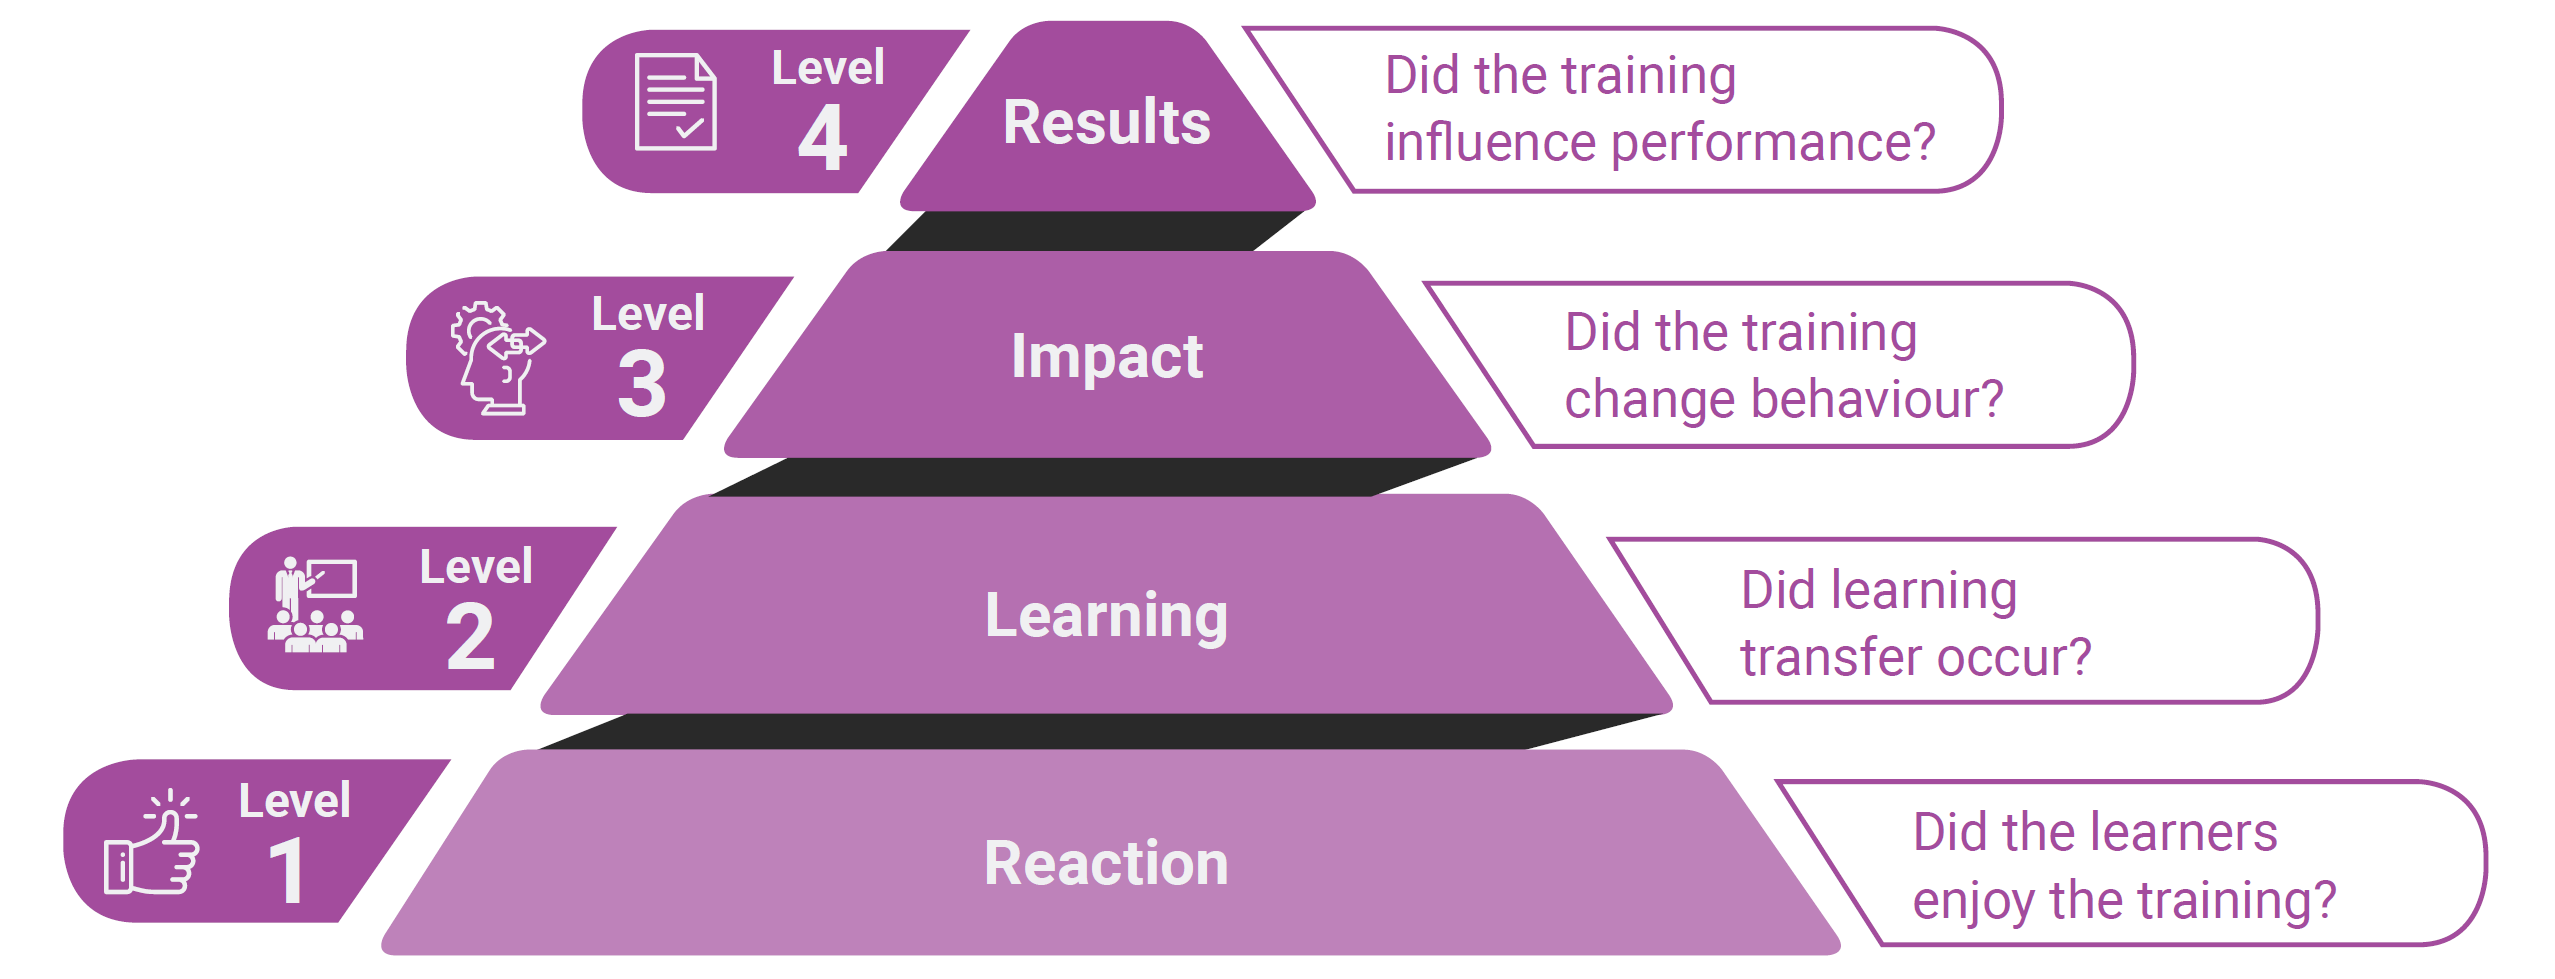 Level
4
Results
Did the training
influence performance?
Level
3
Impact
Did the training
change behaviour?
Level
2
Learning
Did learning
transfer occur?
Level
1
Reaction
Did the learners
enjoy the training?